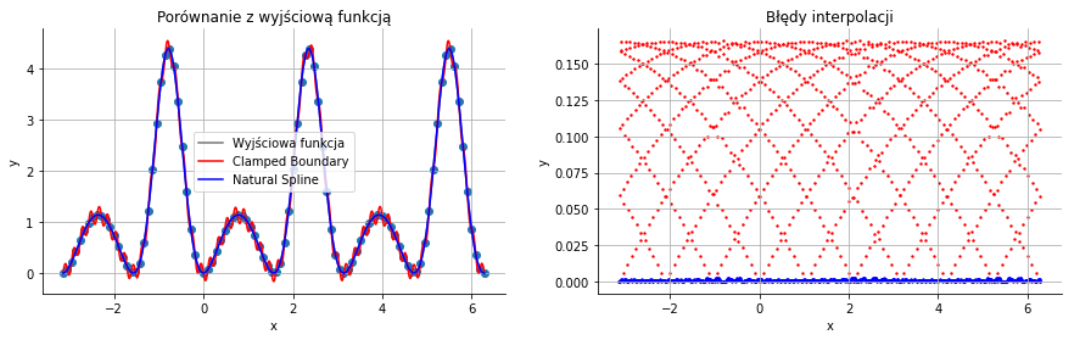 Porównanie z wyjściową funkcją
y
4
3
2
1
0
Wyjściowa funkcja
Clamped Boundary
Natural Spline
−2
0
2
4
6
x
Błędy interpolacji
y
0.150
0.125
0.100
0.075
0.050
0.025
0.000
−2
0
2
4
6
x